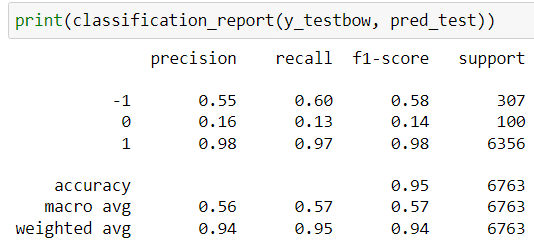 print(classification_report(y_testbow, pred_test))
precision recall f1-score support
-1 0.55 0.60 0.58 307
0 0.16 0.13 0.14 100
1 0.98 0.97 0.98 6356
accuracy 0.95 6763
macro avg 0.56 0.57 0.57 6763
weighted avg 0.94 0.95 0.94 6763